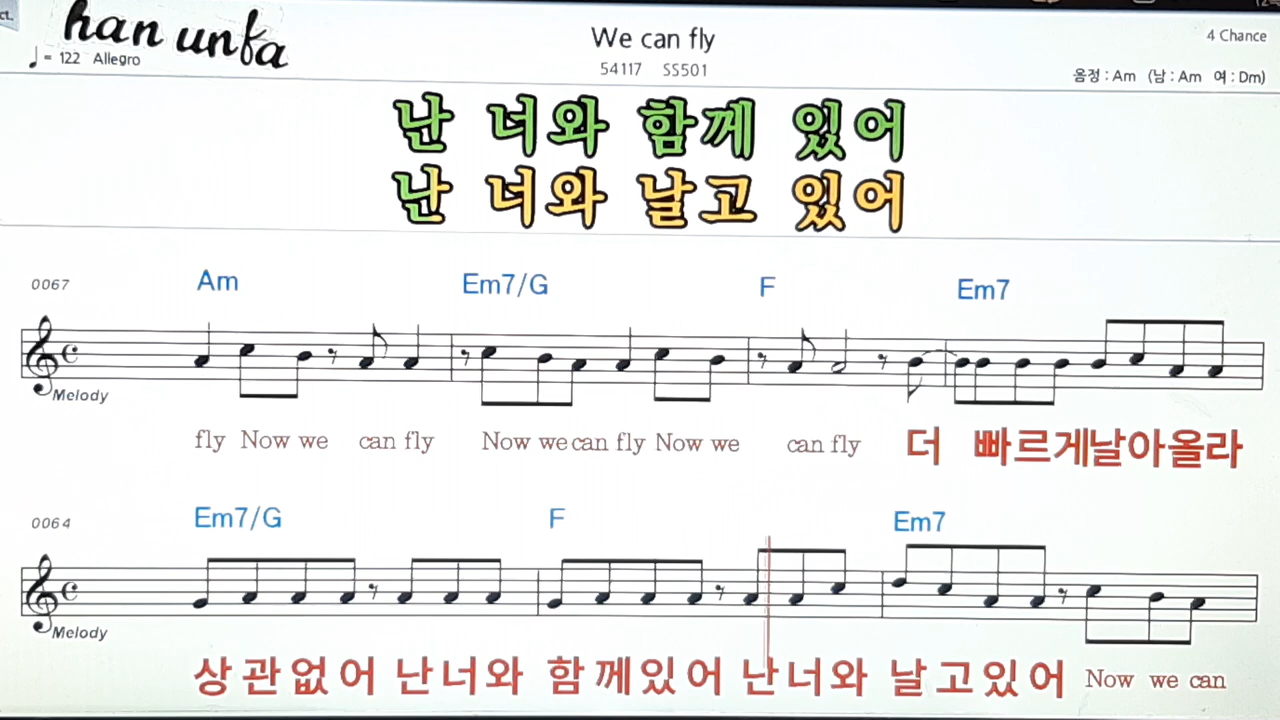 ct.
han unfa
♩= 122 Allegro
We can fly
54117 SS501
4 Chance
음정 : Am (남 : Am 여 : Dm)
난 너와 함께 있어
난 너와 날고 있어
0067 Am Em7/G F Em7
Melody
fly Now we can fly Now we can fly Now we can fly 더 빠르게날아올라
0064 Em7/G F Em7
Melody
상관없어 난너와 함께있어 난너와 날고있어 Now we can